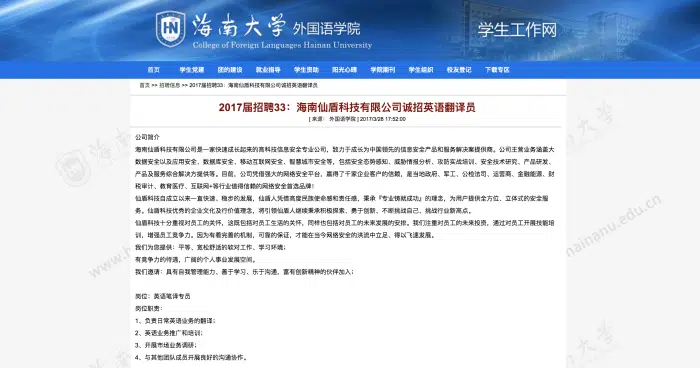 海南大学 外国语学院
College of Foreign Languages Hainan University
学生工作网
首页 学生党建 团的建设 就业指导 学生资助 阳光心晴 学院期刊 学生组织 校友登记 下载专区
首页 >> 招聘信息 >> 2017届招聘33：海南仙盾科技有限公司诚招英语翻译员
2017届招聘33：海南仙盾科技有限公司诚招英语翻译员
[ 来源： 外国语学院 ] 2017/3/28 17:52:00
公司简介
海南仙盾科技有限公司是一家快速成长起来的高科技信息安全专业公司，致力于成长为中国领先的信息安全产品和服务解决方案提供商。公司主营业务涵盖大
数据安全以及应用安全、数据库安全、移动互联网安全、智慧城市安全等，包括安全态势感知、威胁情报分析、攻防实战培训、安全技术研究、产品研发、
产品及服务综合解决方提供等。目前，公司凭借强大的网络安全平台，赢得了千家企业客户的信赖，是当地政府、军工、公检法司、运营商、金融能源、财
税审计、教育医疗、互联网+等行业值得信赖的网络安全首选品牌！
仙盾科技自成立以来一直快速、稳步的发展，仙盾人凭借高度民族使命感和责任感，秉承『专业铸就成功』的理念，为用户提供全方位、立体式的安全服
务。仙盾科技优秀的企业文化及行价值理念，将引领仙盾人继续秉承积极探索、勇于创新、不断挑战自己、挑战行业新高点。
仙盾科技十分重视对员工的关怀，这既包括对员工生活的关怀，同样也包括对员工的未来发展的安排。我们注重对员工的未来投资，通过对员工开展技能培
训，增强员工竞争力。因为有着完善的机制，可靠的保证，才能在当今网络安全的洪流中立足，得以飞速发展。
我们为您提供：平等、宽松舒适的软对工作、学习环境；
有竞争力的待遇，广阔的个人事业发展空间。
我们邀请：具有自我管理能力、善于学习、乐于沟通、富有创新精神的伙伴加入；
岗位：英语笔译专员
岗位职责：
1、负责日常英语业务的翻译；
2、英语业务推广和培训；
3、开展市场业务调研；
4、与其他团队成员开展良好的沟通协作。